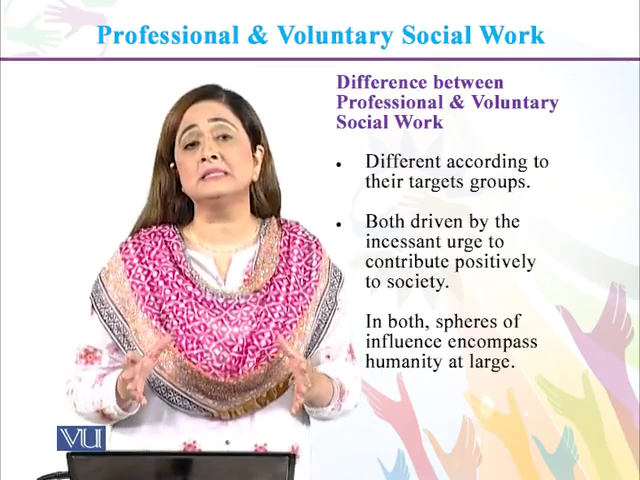 Professional & Voluntary Social Work
Difference between
Professional & Voluntary
Social Work
• Different according to
their targets groups.
• Both driven by the
incessant urge to
contribute positively
to society.
In both, spheres of
influence encompass
humanity at large.
VU